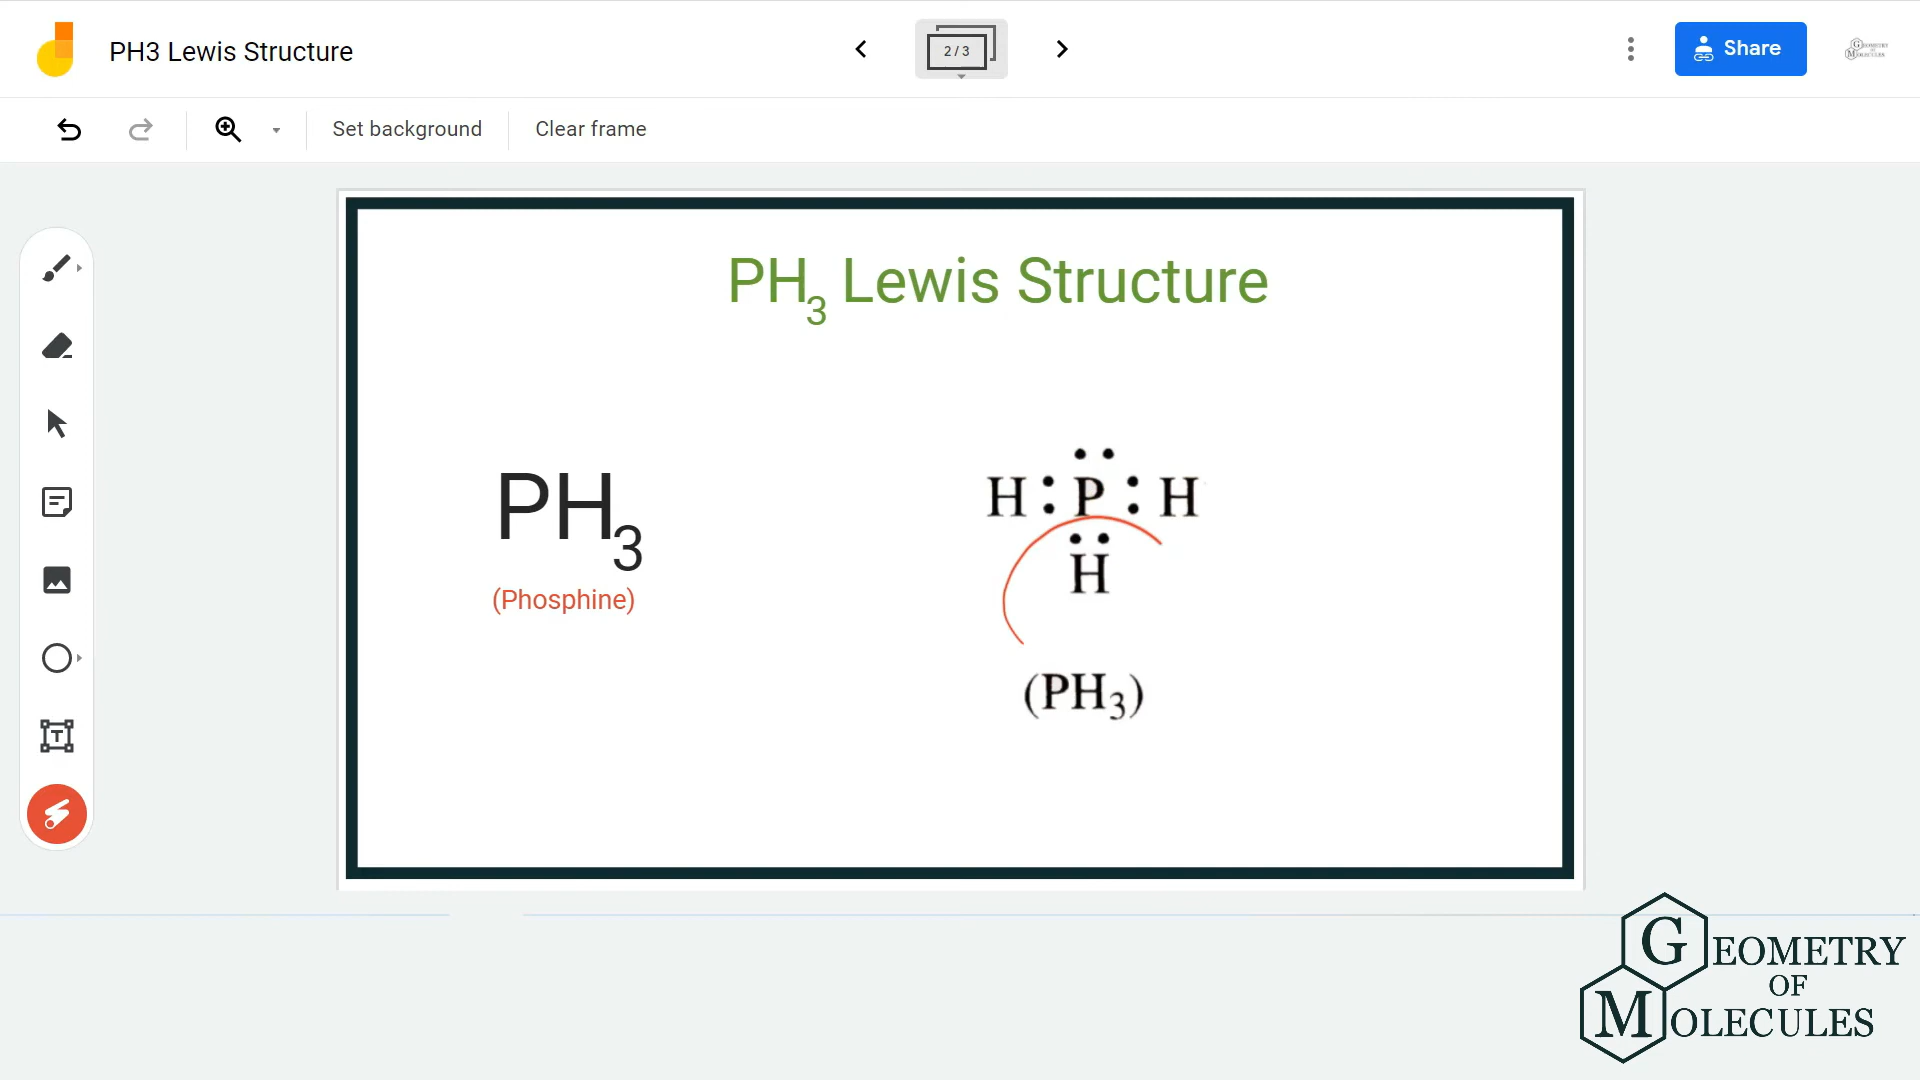 PH3 Lewis Structure
2 / 3
Share
Set background
Clear frame
PH₃ Lewis Structure
PH₃
(Phosphine)
H : P : H
H
(PH₃)
GEOMETRY
OF
MOLECULES